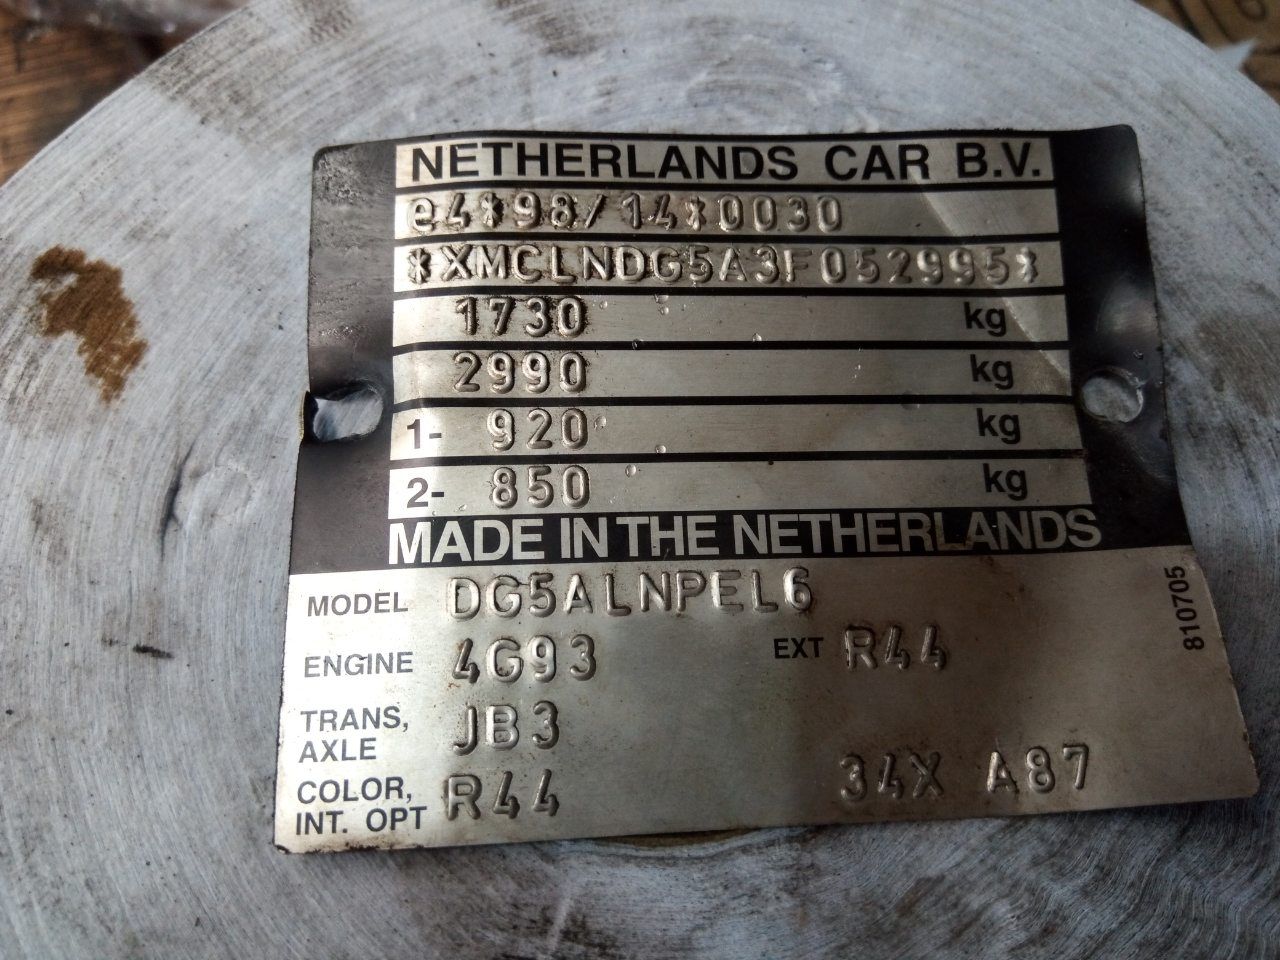 NETHERLANDS CAR B.V.
e4*98/14*0030
*XMCLNDG5A3F052995*
1730 kg
2990 kg
1- 920 kg
2- 850 kg
MADE IN THE NETHERLANDS
MODEL DG5ALNPEL6
810705
ENGINE 4G93 EXT R44
TRANS, AXLE JB3
COLOR, INT. OPT R44 34X A87